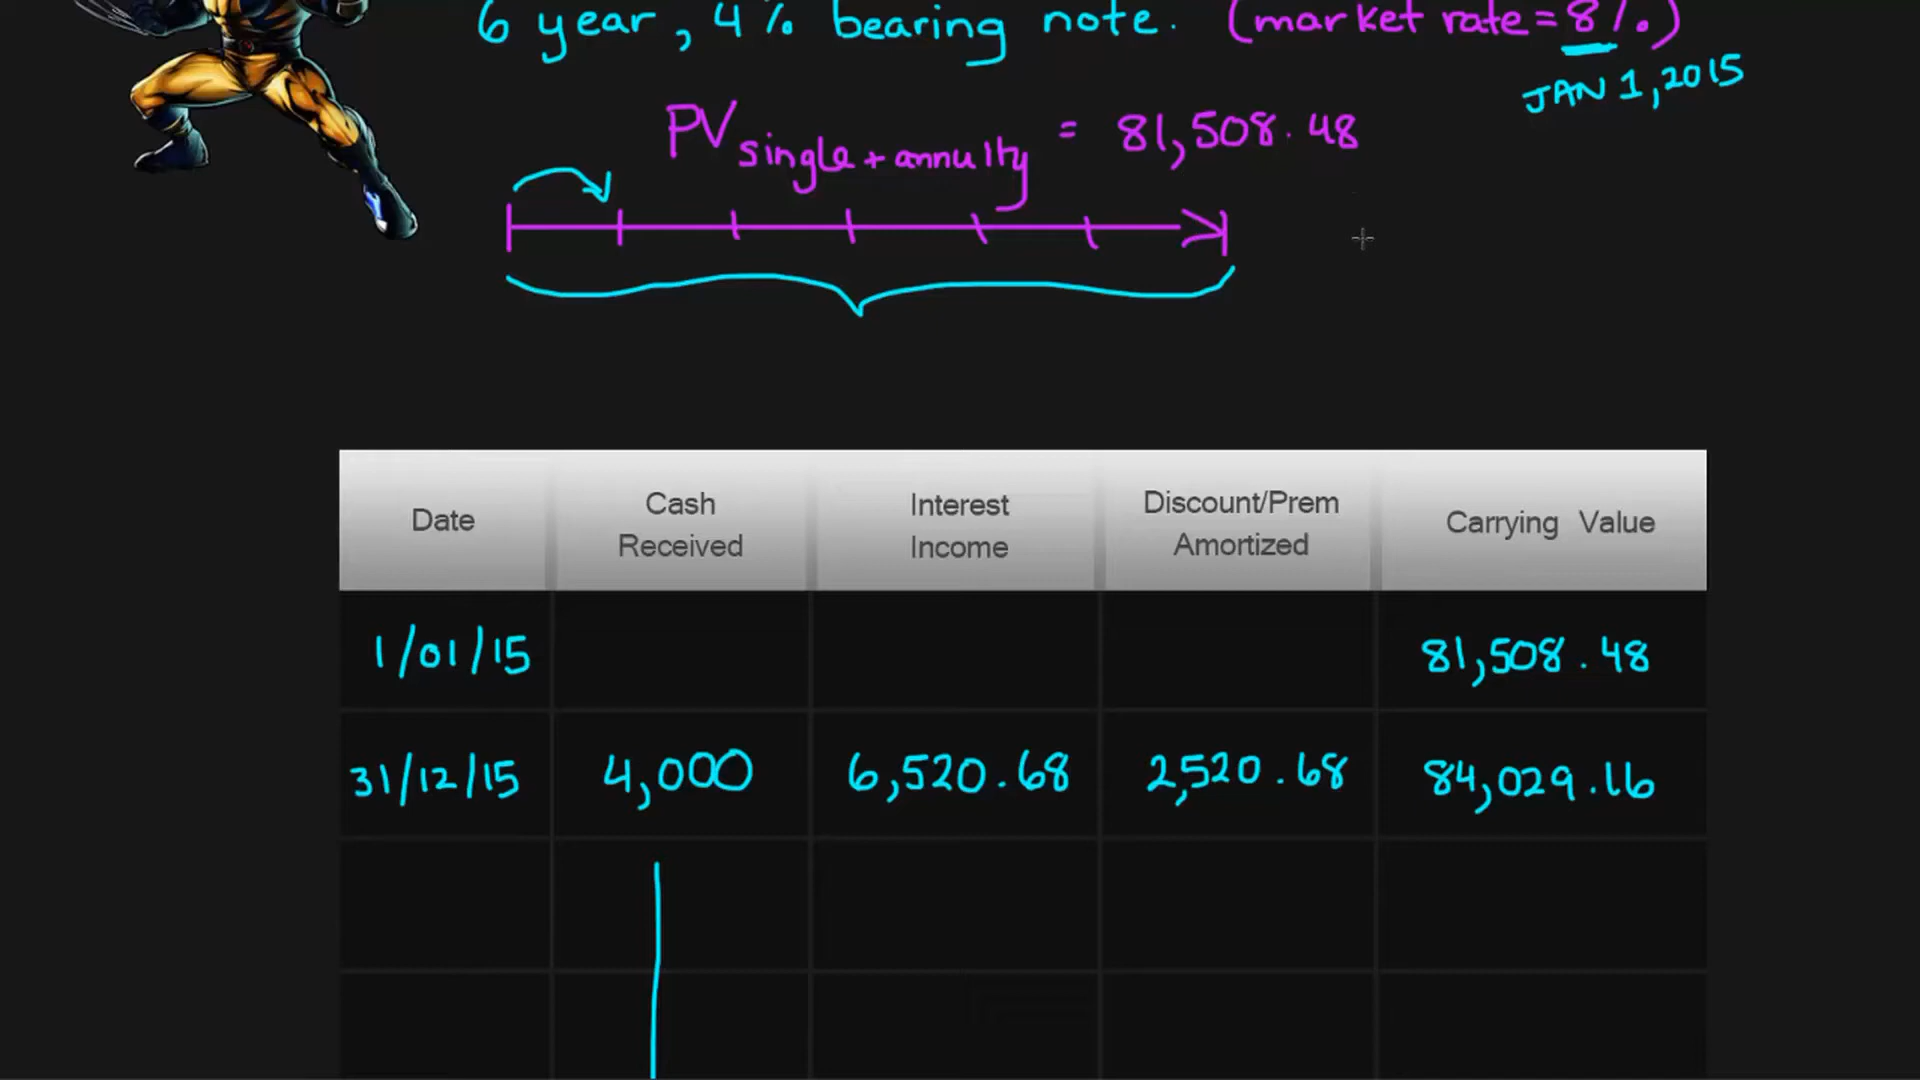 6 year, 4% bearing note. (market rate=8%)
JAN 1, 2015
PV single + annuity = 81,508.48
Date Cash Received Interest Income Discount/Prem Amortized Carrying Value
1/01/15 81,508.48
31/12/15 4,000 6,520.68 2,520.68 84,029.16